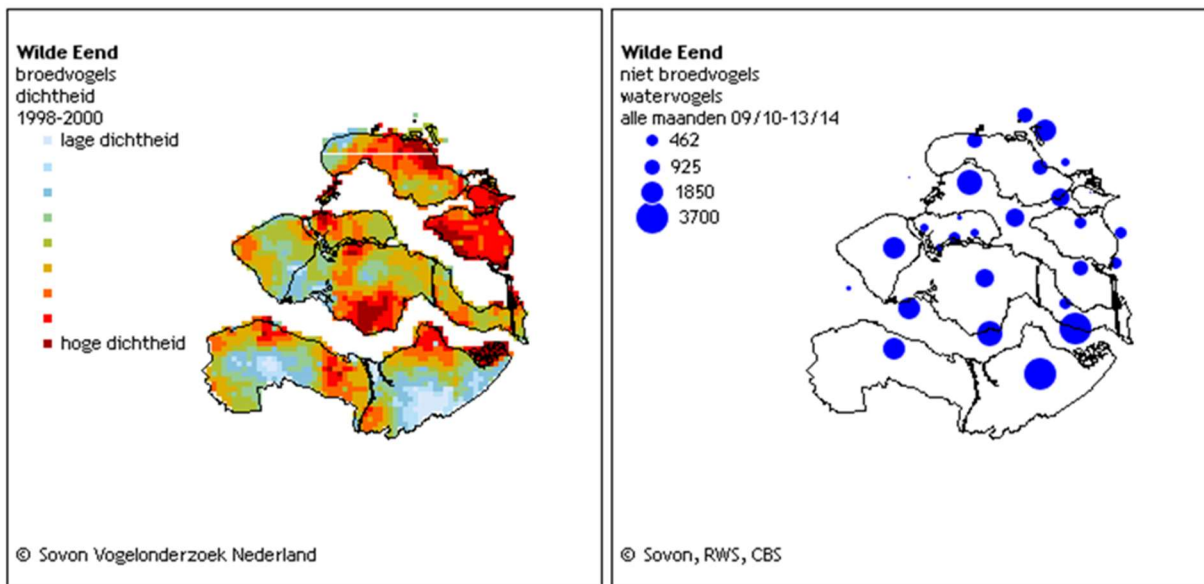 Wilde Eend
broedvogels
dichtheid
1998-2000
lage dichtheid
hoge dichtheid
© Sovon Vogelonderzoek Nederland
Wilde Eend
niet broedvogels
watervogels
alle maanden 09/10-13/14
462
925
1850
3700
© Sovon, RWS, CBS